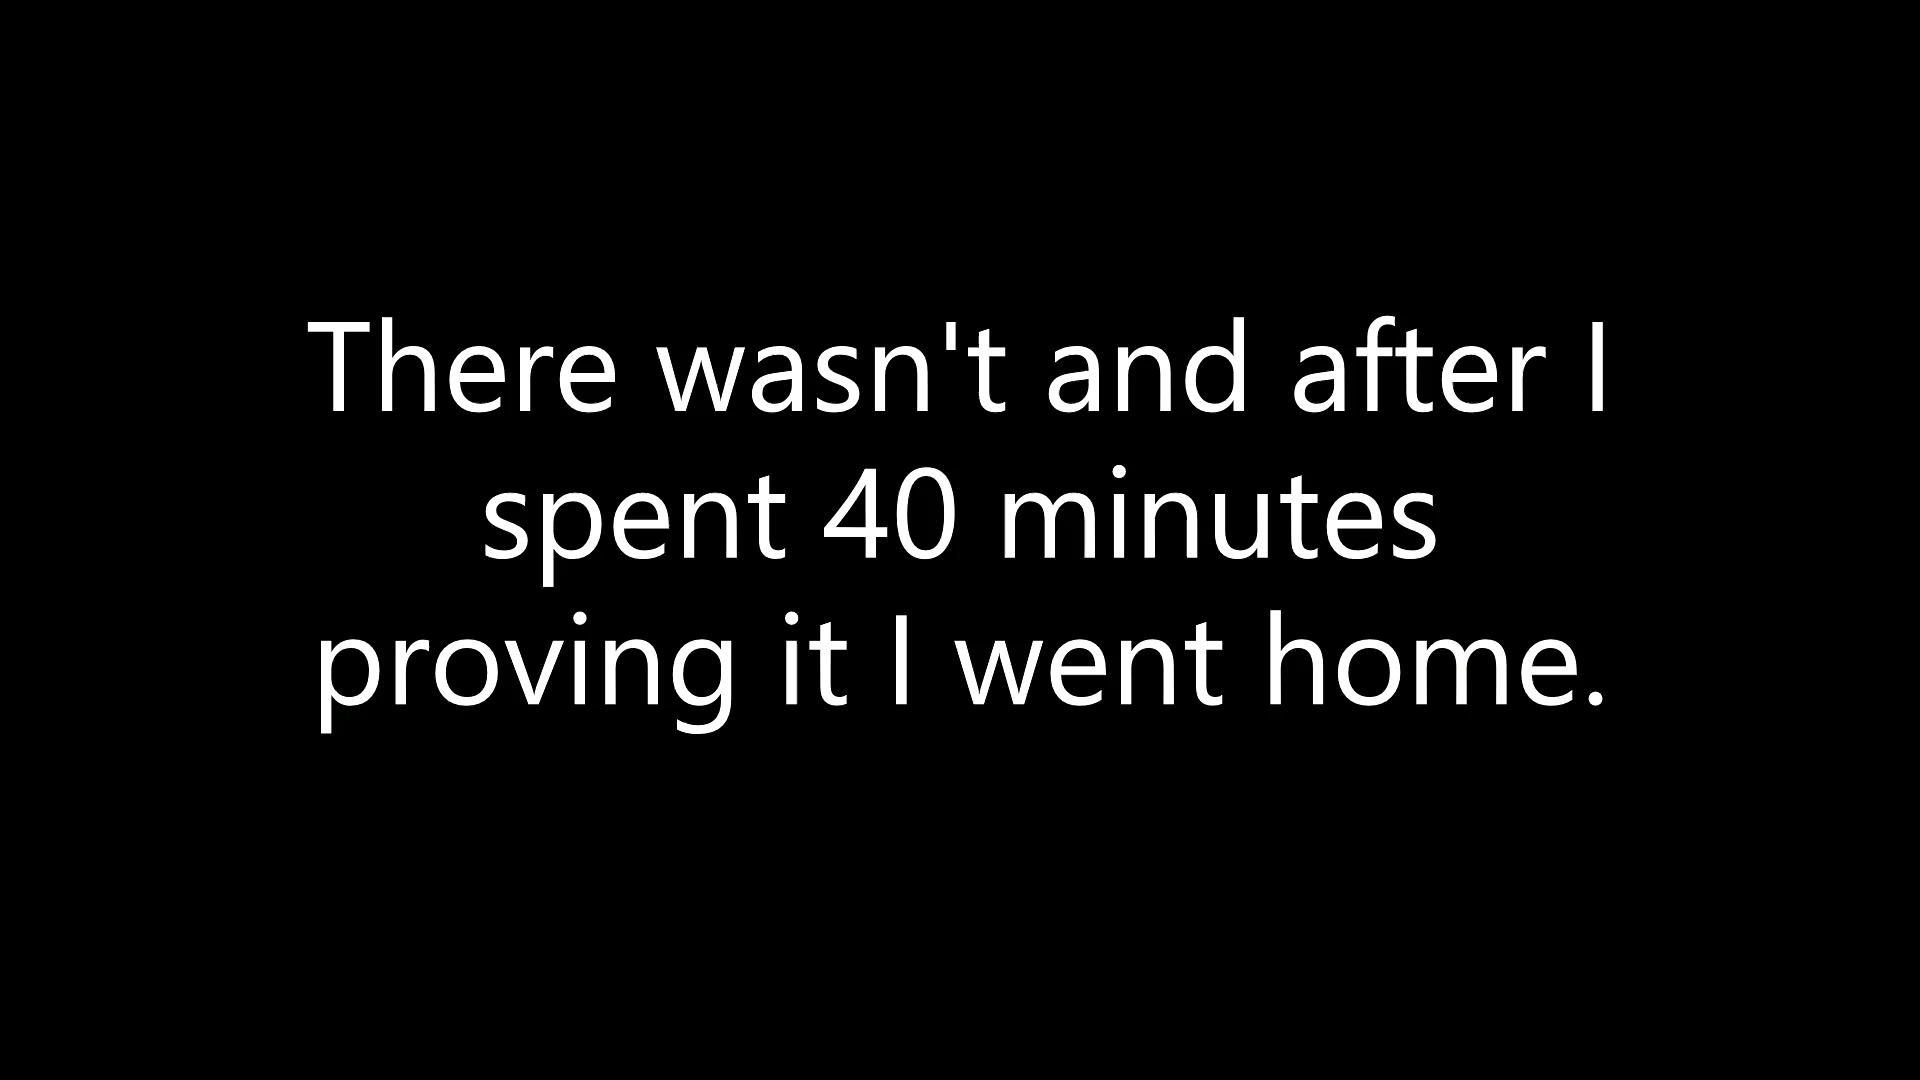 There wasn't and after I
spent 40 minutes
proving it I went home.